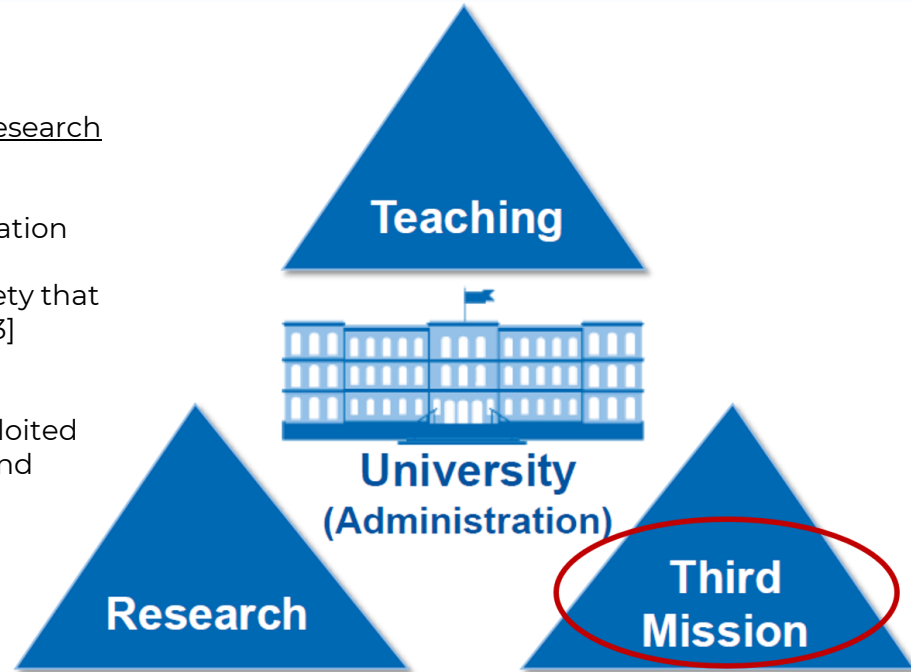 esearch
ation
ety that
3]
loited
nd
Teaching
University
(Administration)
Research
Third
Mission